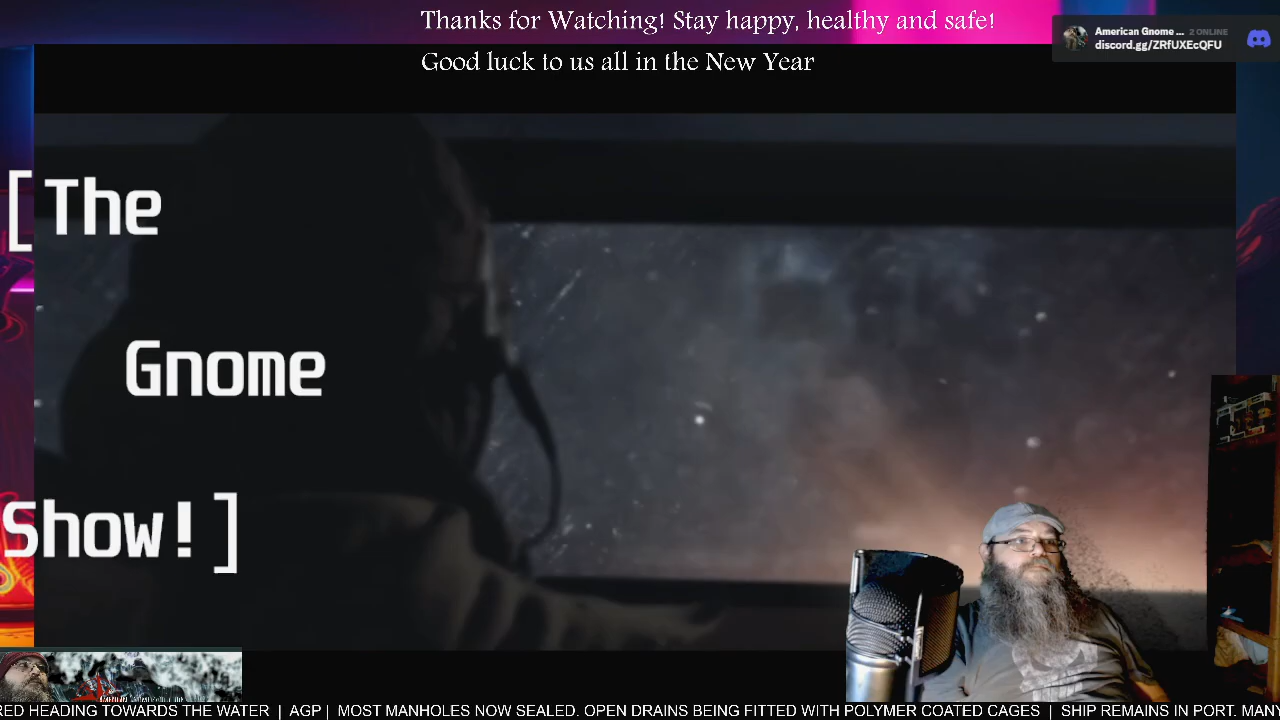 Thanks for Watching! Stay happy, healthy and safe!
Good luck to us all in the New Year
American Gnome ... 2 ONLINE
discord.gg/ZRfUXEcQFU
[The
Gnome
Show!]
RED HEADING TOWARDS THE WATER | AGP | MOST MANHOLES NOW SEALED. OPEN DRAINS BEING FITTED WITH POLYMER COATED CAGES | SHIP REMAINS IN PORT. MANY